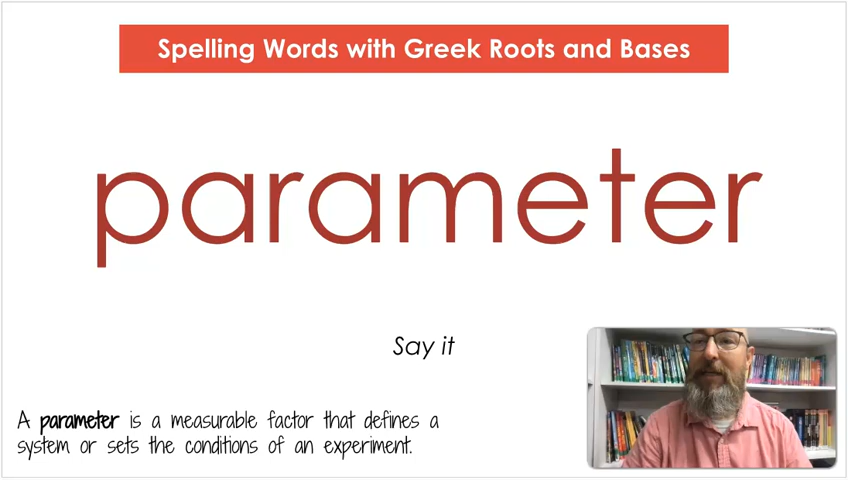 Spelling Words with Greek Roots and Bases
parameter
Say it
A parameter is a measurable factor that defines a
system or sets the conditions of an experiment.